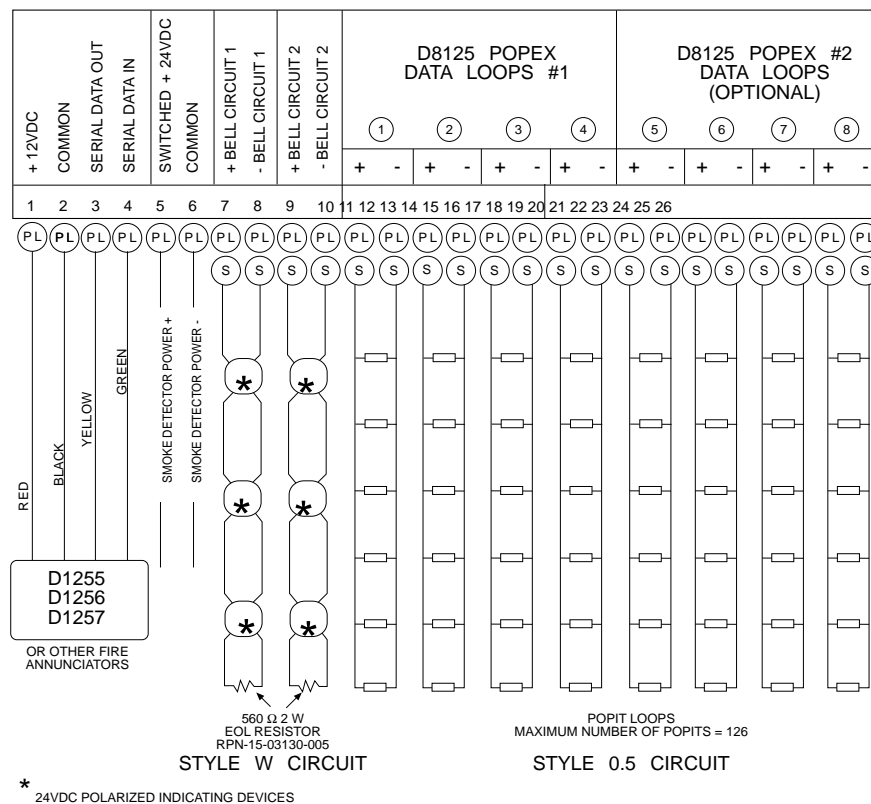 + 12VDC
COMMON
SERIAL DATA OUT
SERIAL DATA IN
SWITCHED + 24VDC
COMMON
+ BELL CIRCUIT 1
- BELL CIRCUIT 1
+ BELL CIRCUIT 2
- BELL CIRCUIT 2
D8125 POPEX
DATA LOOPS #1
D8125 POPEX #2
DATA LOOPS
(OPTIONAL)
1 2 3 4 5 6 7 8
+ - + - + - + - + - + - + - + -
1 2 3 4 5 6 7 8 9 10 11 12 13 14 15 16 17 18 19 20 21 22 23 24 25 26
PL PL PL PL PL PL PL PL PL PL PL PL PL PL PL PL PL PL PL PL PL PL PL PL PL PL
S S S S S S S S S S S S S S S S S S S S
RED
BLACK
YELLOW
GREEN
SMOKE DETECTOR POWER +
SMOKE DETECTOR POWER -
* *
* *
* *
D1255
D1256
D1257
OR OTHER FIRE
ANNUNCIATORS
560 Ω 2 W
EOL RESISTOR
RPN-15-03130-005
STYLE W CIRCUIT
POPIT LOOPS
MAXIMUM NUMBER OF POPITS = 126
STYLE 0.5 CIRCUIT
* 24VDC POLARIZED INDICATING DEVICES